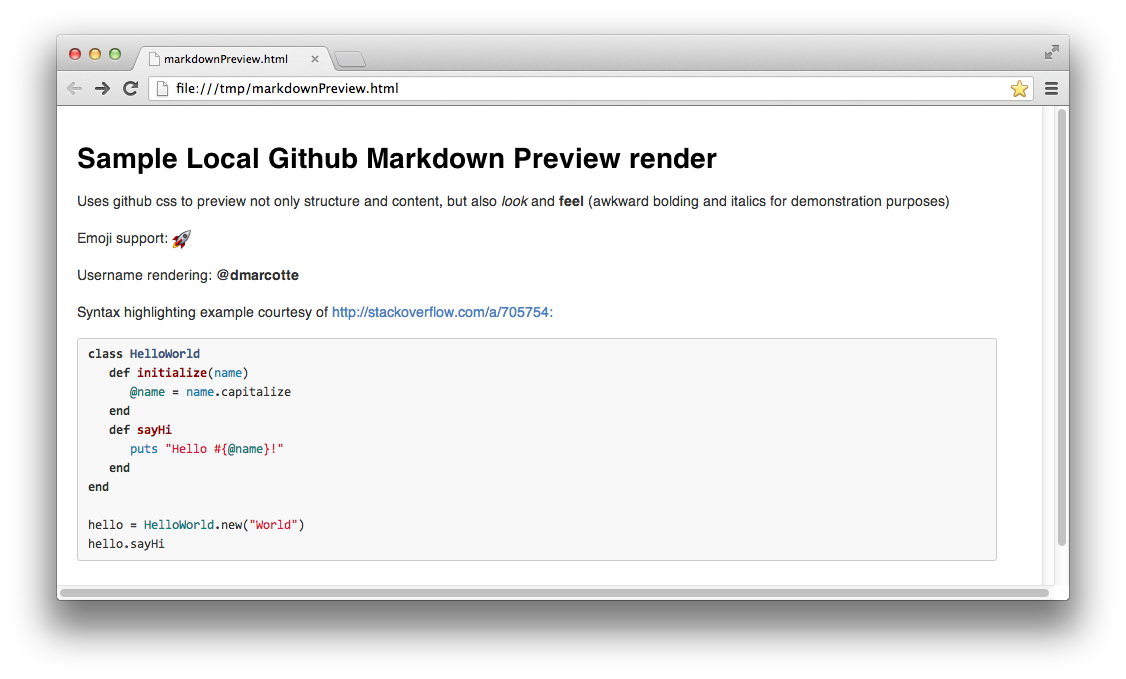 markdownPreview.html
file:///tmp/markdownPreview.html
Sample Local Github Markdown Preview render
Uses github css to preview not only structure and content, but also look and feel (awkward bolding and italics for demonstration purposes)
Emoji support: 🚀
Username rendering: @dmarcotte
Syntax highlighting example courtesy of http://stackoverflow.com/a/705754:
class HelloWorld
   def initialize(name)
      @name = name.capitalize
   end
   def sayHi
      puts "Hello #{@name}!"
   end
end

hello = HelloWorld.new("World")
hello.sayHi